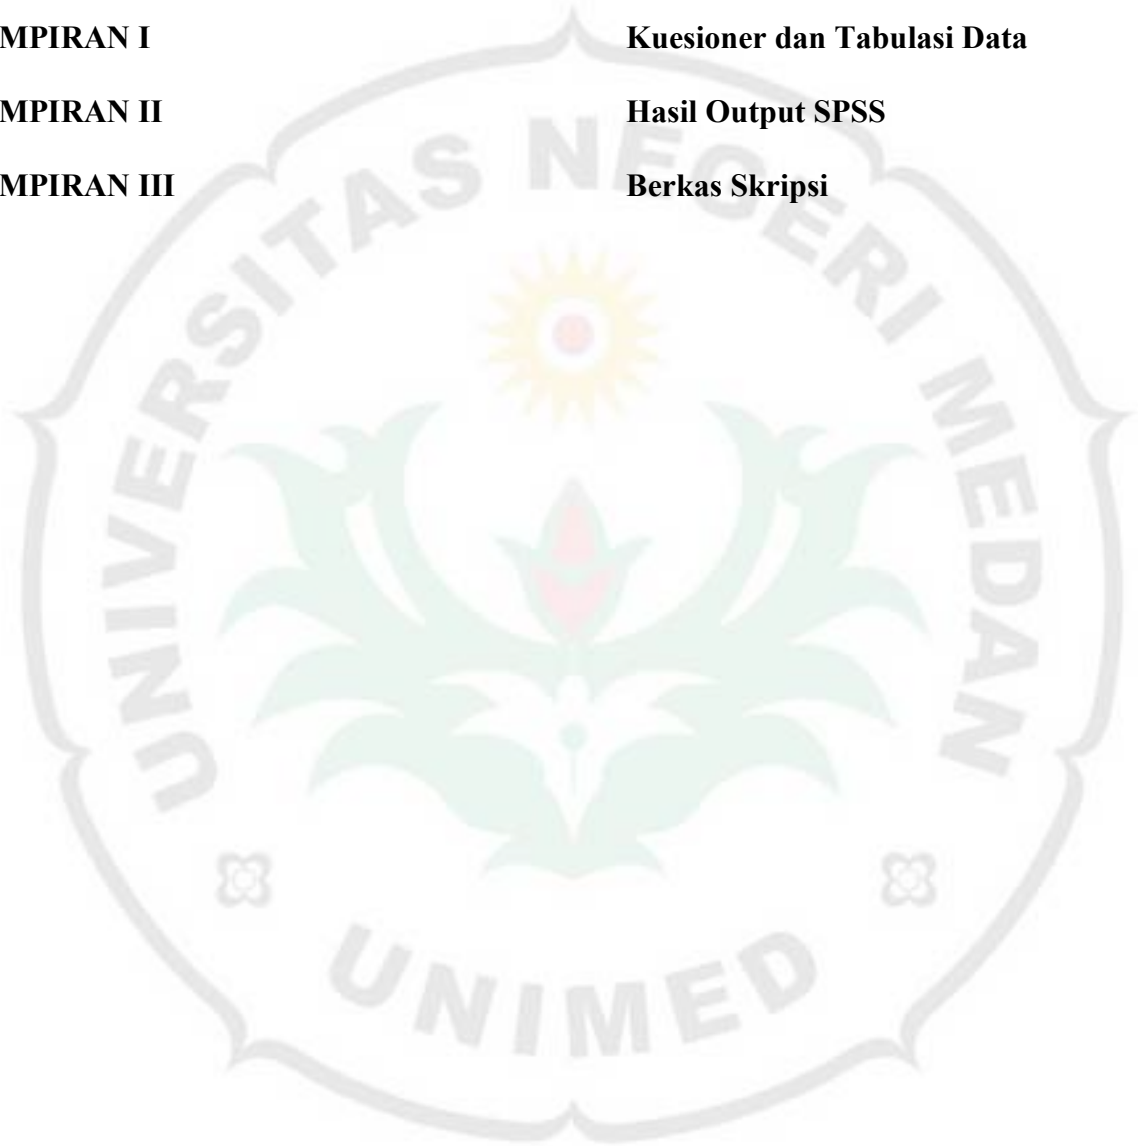 MPIRAN I Kuesioner dan Tabulasi Data
MPIRAN II Hasil Output SPSS
MPIRAN III Berkas Skripsi
UNIVERSITAS NEGERI MEDAN
UNIMED